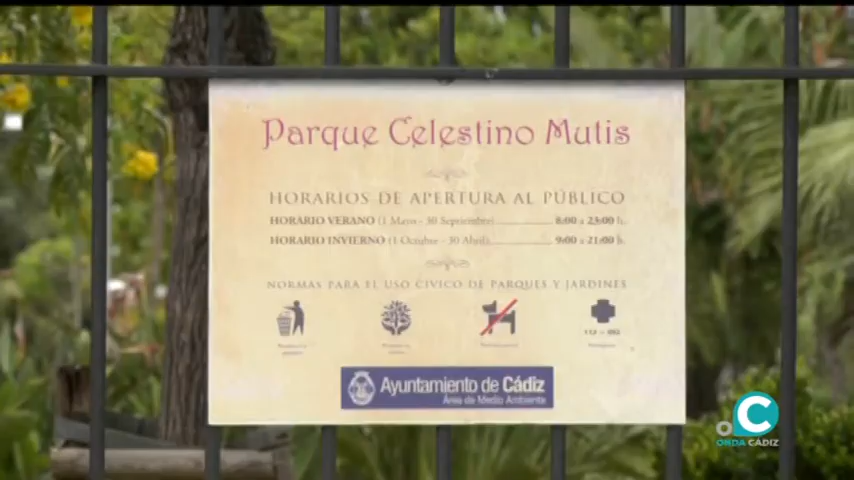 Parque Celestino Mutis
HORARIOS DE APERTURA AL PÚBLICO
HORARIO VERANO (1 Mayo - 30 Septiembre) ........................ 8:00 a 23:00 h.
HORARIO INVIERNO (1 Octubre - 30 Abril) ........................ 9:00 a 21:00 h.
NORMAS PARA EL USO CÍVICO DE PARQUES Y JARDINES
112 - 092
Ayuntamiento de Cádiz
Área de Medio Ambiente
C
ONDA CÁDIZ